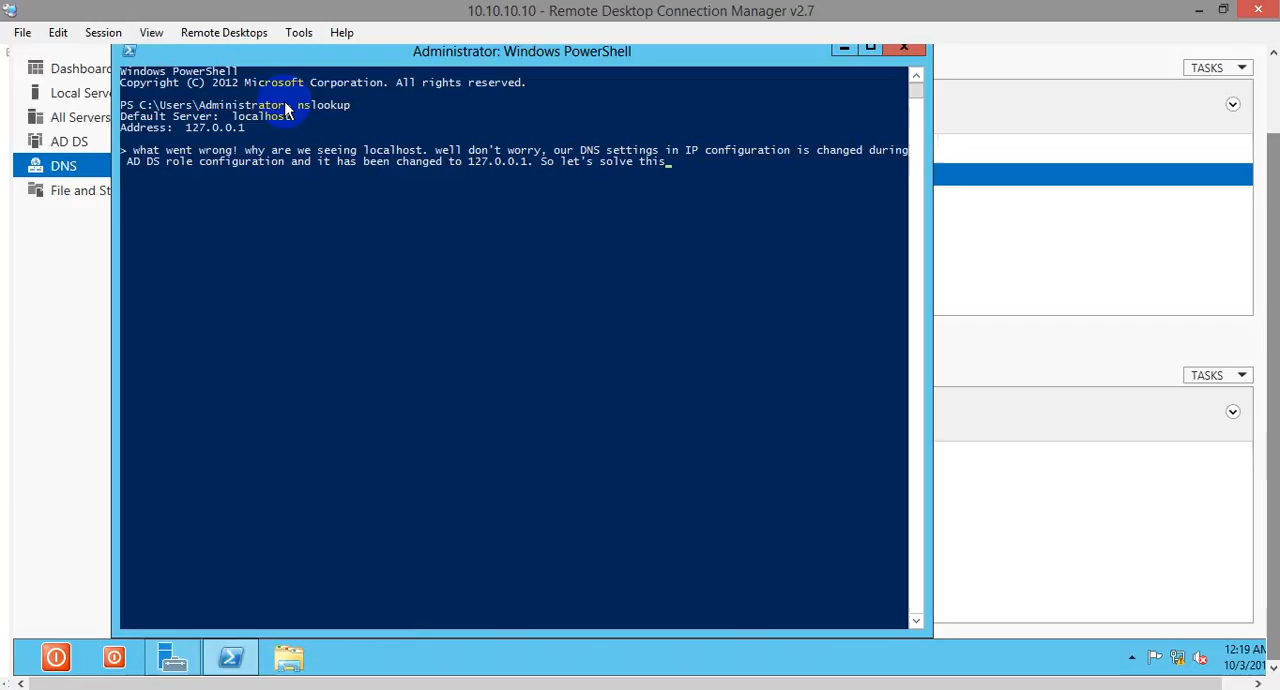 10.10.10.10 - Remote Desktop Connection Manager v2.7
File Edit Session View Remote Desktops Tools Help
Administrator: Windows PowerShell
Dashboard
Local Serve
All Servers
AD DS
DNS
File and St
Windows PowerShell
Copyright (C) 2012 Microsoft Corporation. All rights reserved.
PS C:\Users\Administrator> nslookup
Default Server: localhost
Address: 127.0.0.1
> what went wrong! why are we seeing localhost. well don't worry, our DNS settings in IP configuration is changed during
AD DS role configuration and it has been changed to 127.0.0.1. So let's solve this_
TASKS
TASKS
12:19 AM
10/3/201